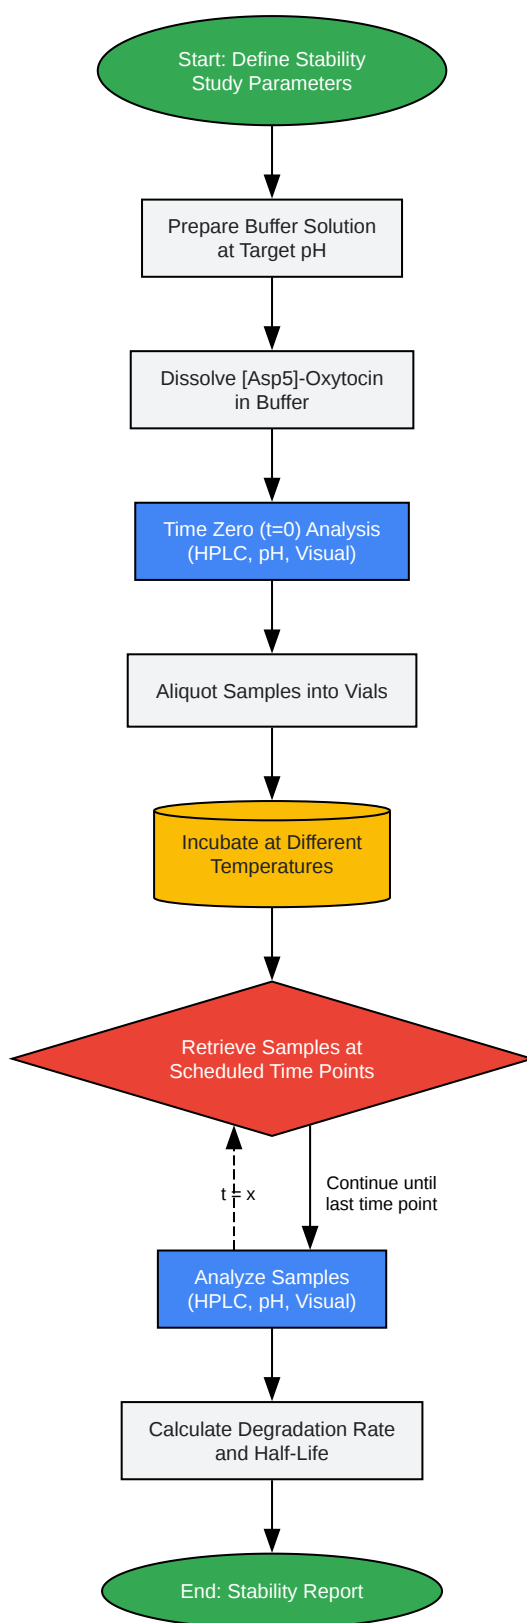 Start: Define Stability
Study Parameters
Prepare Buffer Solution
at Target pH
Dissolve [Asp5]-Oxytocin
in Buffer
Time Zero (t=0) Analysis
(HPLC, pH, Visual)
Aliquot Samples into Vials
Incubate at Different
Temperatures
Retrieve Samples at
Scheduled Time Points
t = x
Continue until
last time point
Analyze Samples
(HPLC, pH, Visual)
Calculate Degradation Rate
and Half-Life
End: Stability Report